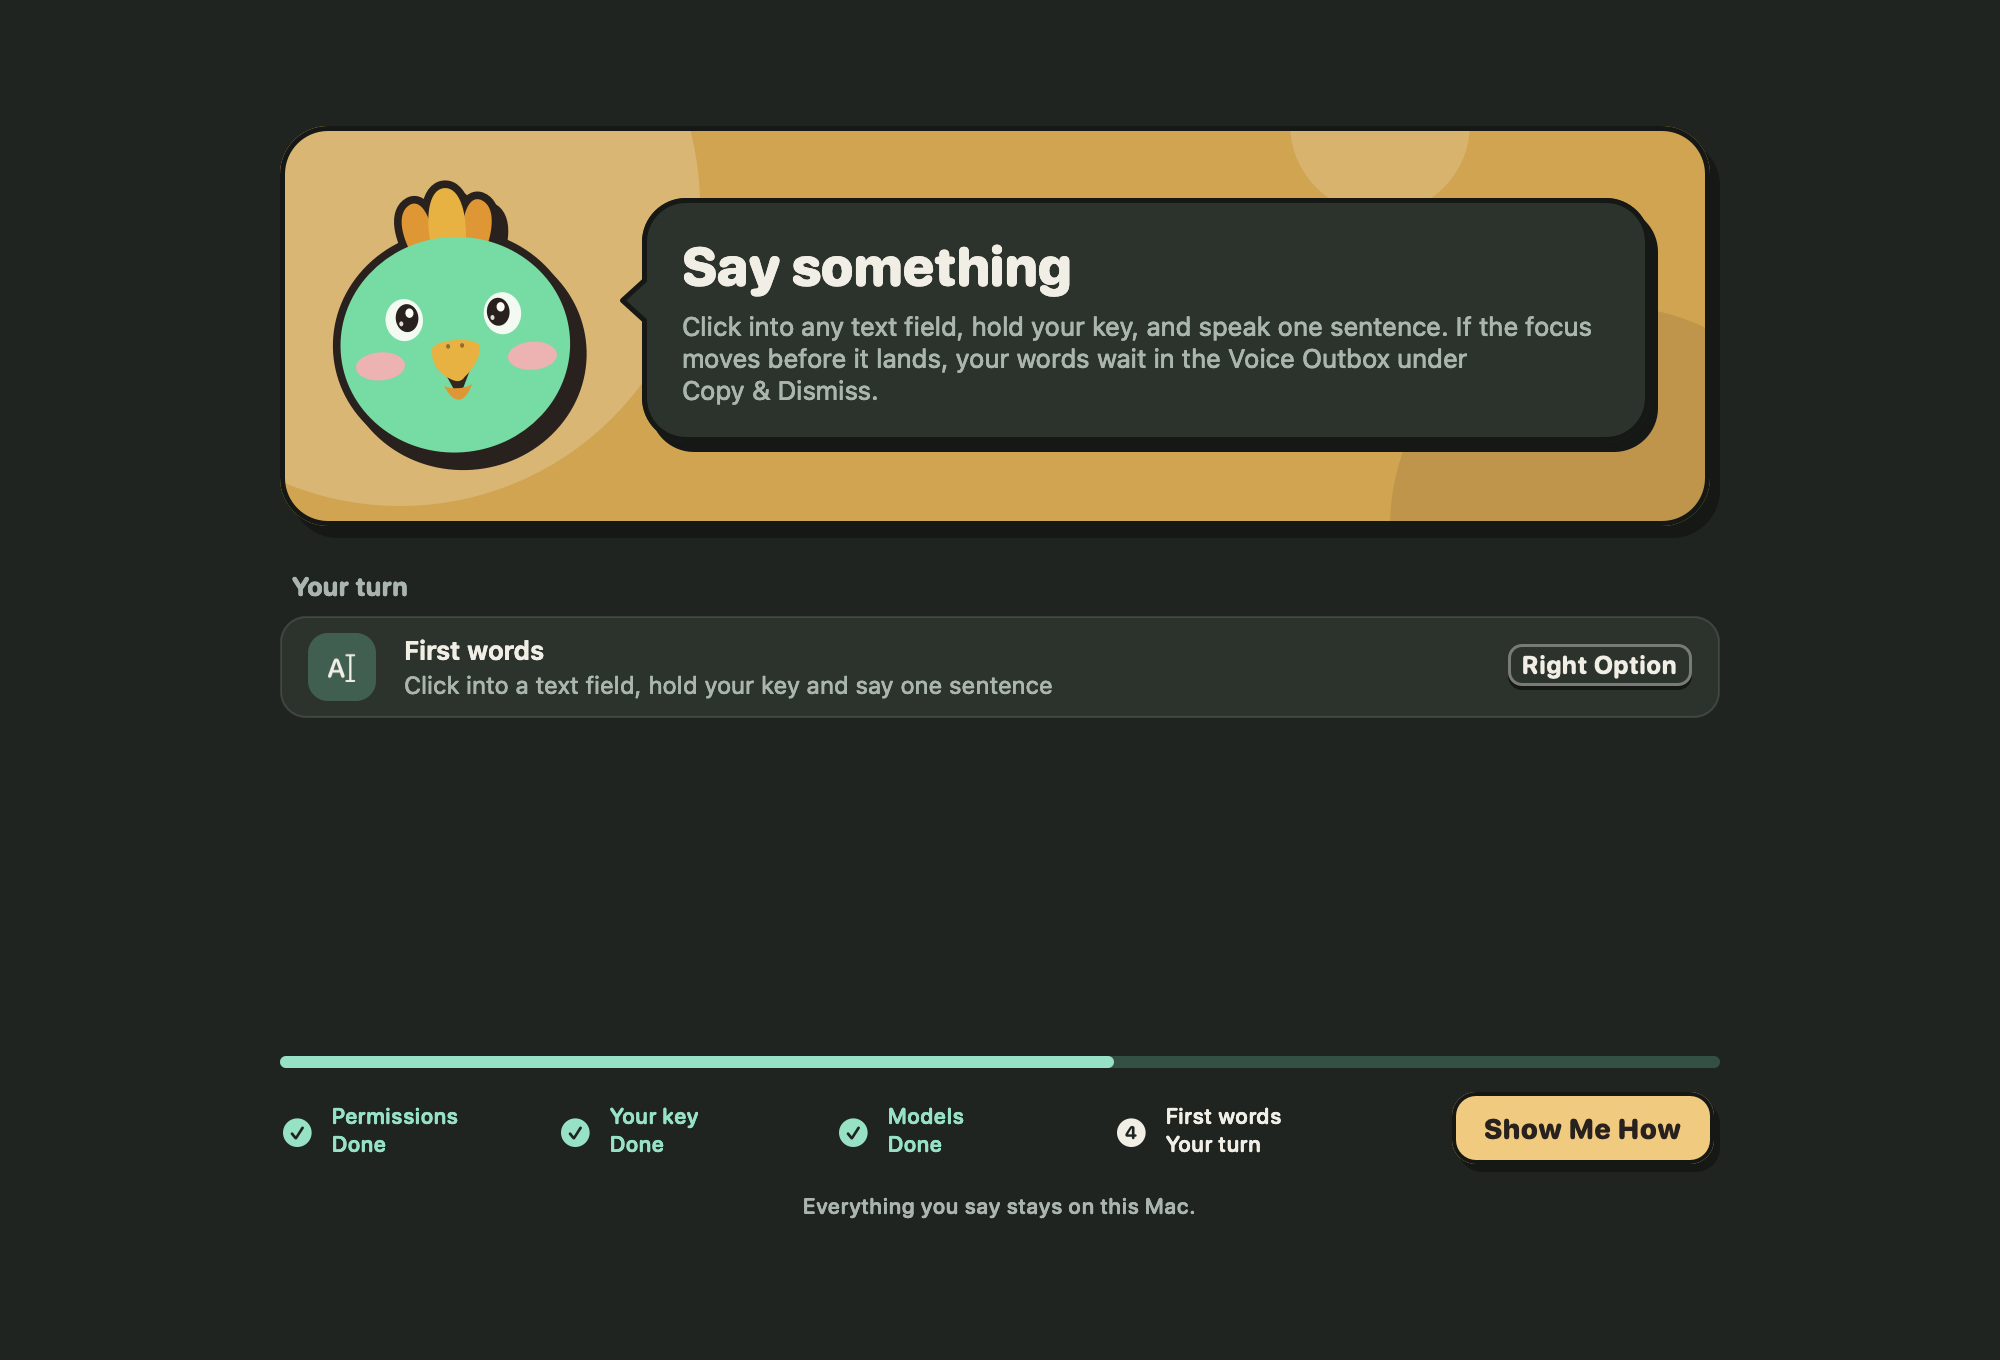 Say something
Click into any text field, hold your key, and speak one sentence. If the focus
moves before it lands, your words wait in the Voice Outbox under
Copy & Dismiss.
Your turn
First words
Click into a text field, hold your key and say one sentence
Right Option
Permissions
Done
Your key
Done
Models
Done
4
First words
Your turn
Show Me How
Everything you say stays on this Mac.